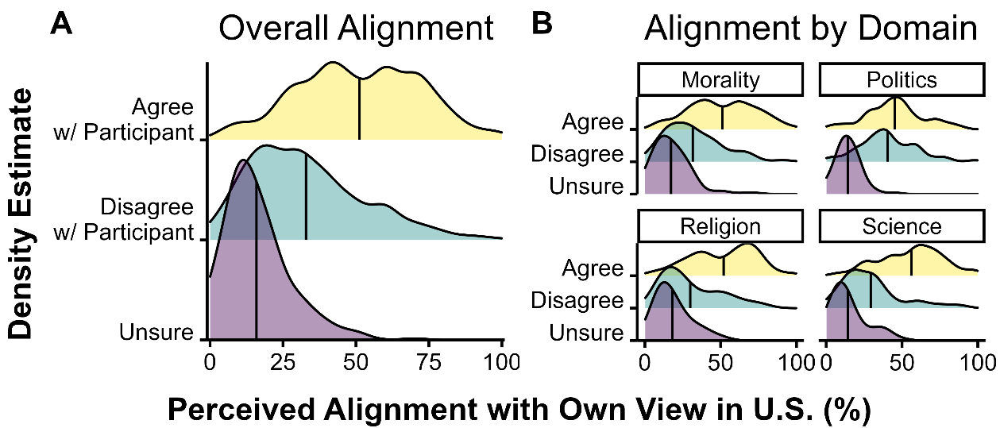 A
Overall Alignment
Density Estimate
Agree
w/ Participant
Disagree
w/ Participant
Unsure
0 25 50 75 100
B
Alignment by Domain
Morality
Politics
Agree
Disagree
Unsure
Religion
Science
Agree
Disagree
Unsure
0 50 100
0 50 100
Perceived Alignment with Own View in U.S. (%)